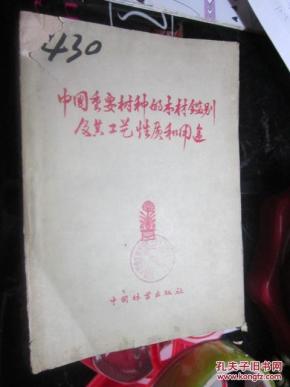 430
中国重要树种的木材鉴别
及其工艺性质和用途
中国林业出版社
孔夫子旧书网